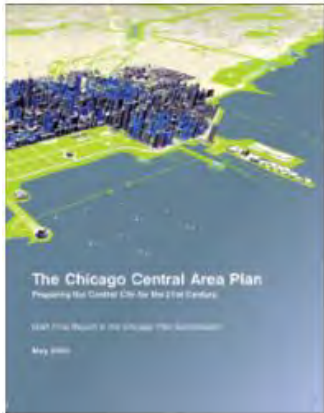 The Chicago Central Area Plan
Preparing the Central City for the 21st Century
Draft Final Report to the Chicago Plan Commission
May 2003